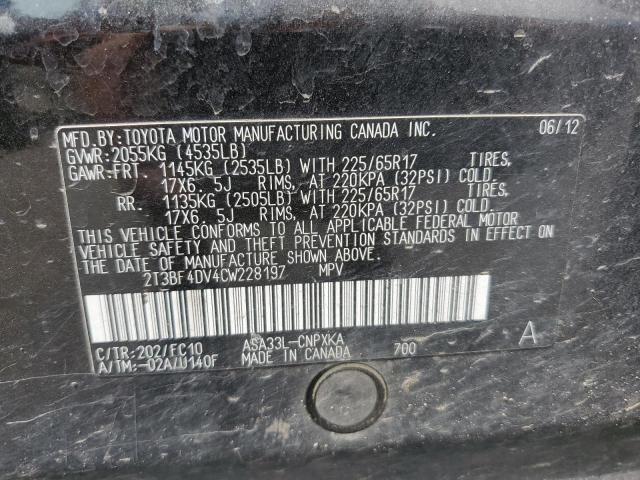 MFD.BY:TOYOTA MOTOR MANUFACTURING CANADA INC. 06/12
GVWR:2055KG (4535LB)
GAWR:FRT. 1145KG (2535LB) WITH 225/65R17 TIRES,
17X6.5J RIMS, AT 220KPA (32PSI) COLD.
RR. 1135KG (2505LB) WITH 225/65R17 TIRES,
17X6.5J RIMS, AT 220KPA (32PSI) COLD.
THIS VEHICLE CONFORMS TO ALL APPLICABLE FEDERAL MOTOR
VEHICLE SAFETY AND THEFT PREVENTION STANDARDS IN EFFECT ON
THE DATE OF MANUFACTURE SHOWN ABOVE.
2T3BF4DV4CW228197 MPV
C/TR:202/FC10 ASA33L-CNPXKA 700 A
A/TM:-02A/U140F MADE IN CANADA